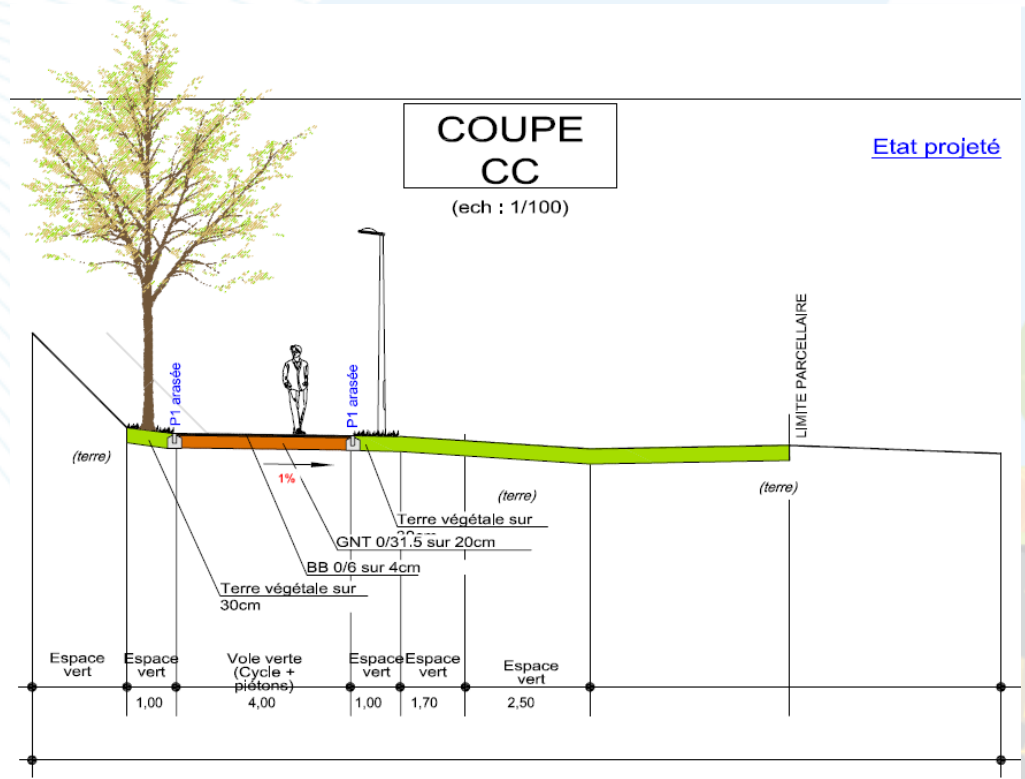 COUPE
CC
(ech : 1/100)
Etat projeté
LIMITE PARCELLAIRE
P1 arasée
P1 arasée
(terre)
1%
(terre)
(terre)
Terre végétale sur
GNT 0/31.5 sur 20cm
BB 0/6 sur 4cm
Terre végétale sur
30cm
Espace
vert
Espace
vert
Voie verte
(Cycle +
piétons)
Espace
vert
Espace
vert
Espace
vert
1,00
4,00
1,00
1,70
2,50